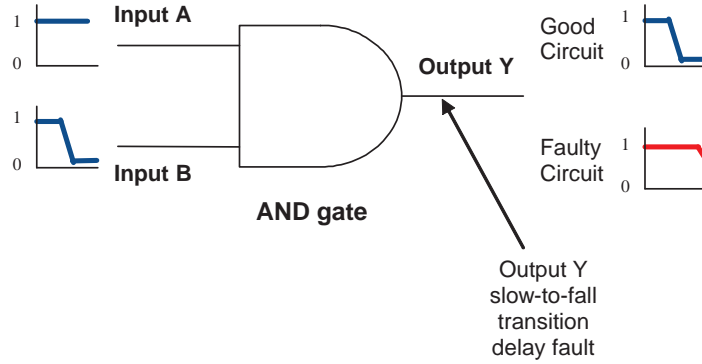 1
0
Input A
1
0
Input B
AND gate
Output Y
Good
Circuit
1
0
Faulty
Circuit
1
0
Output Y
slow-to-fall
transition
delay fault